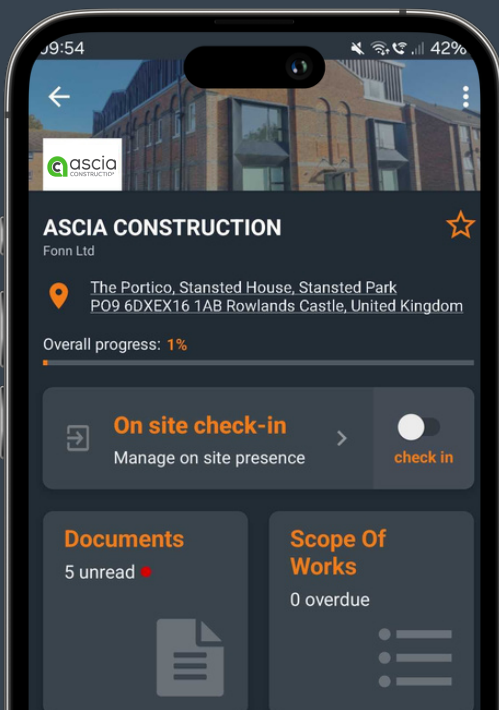 09:54
42%
ascia
CONSTRUCTION
ASCIA CONSTRUCTION
Fonn Ltd
The Portico, Stansted House, Stansted Park
PO9 6DXEX16 1AB Rowlands Castle, United Kingdom
Overall progress: 1%
On site check-in
Manage on site presence
check in
Documents
5 unread
Scope Of
Works
0 overdue